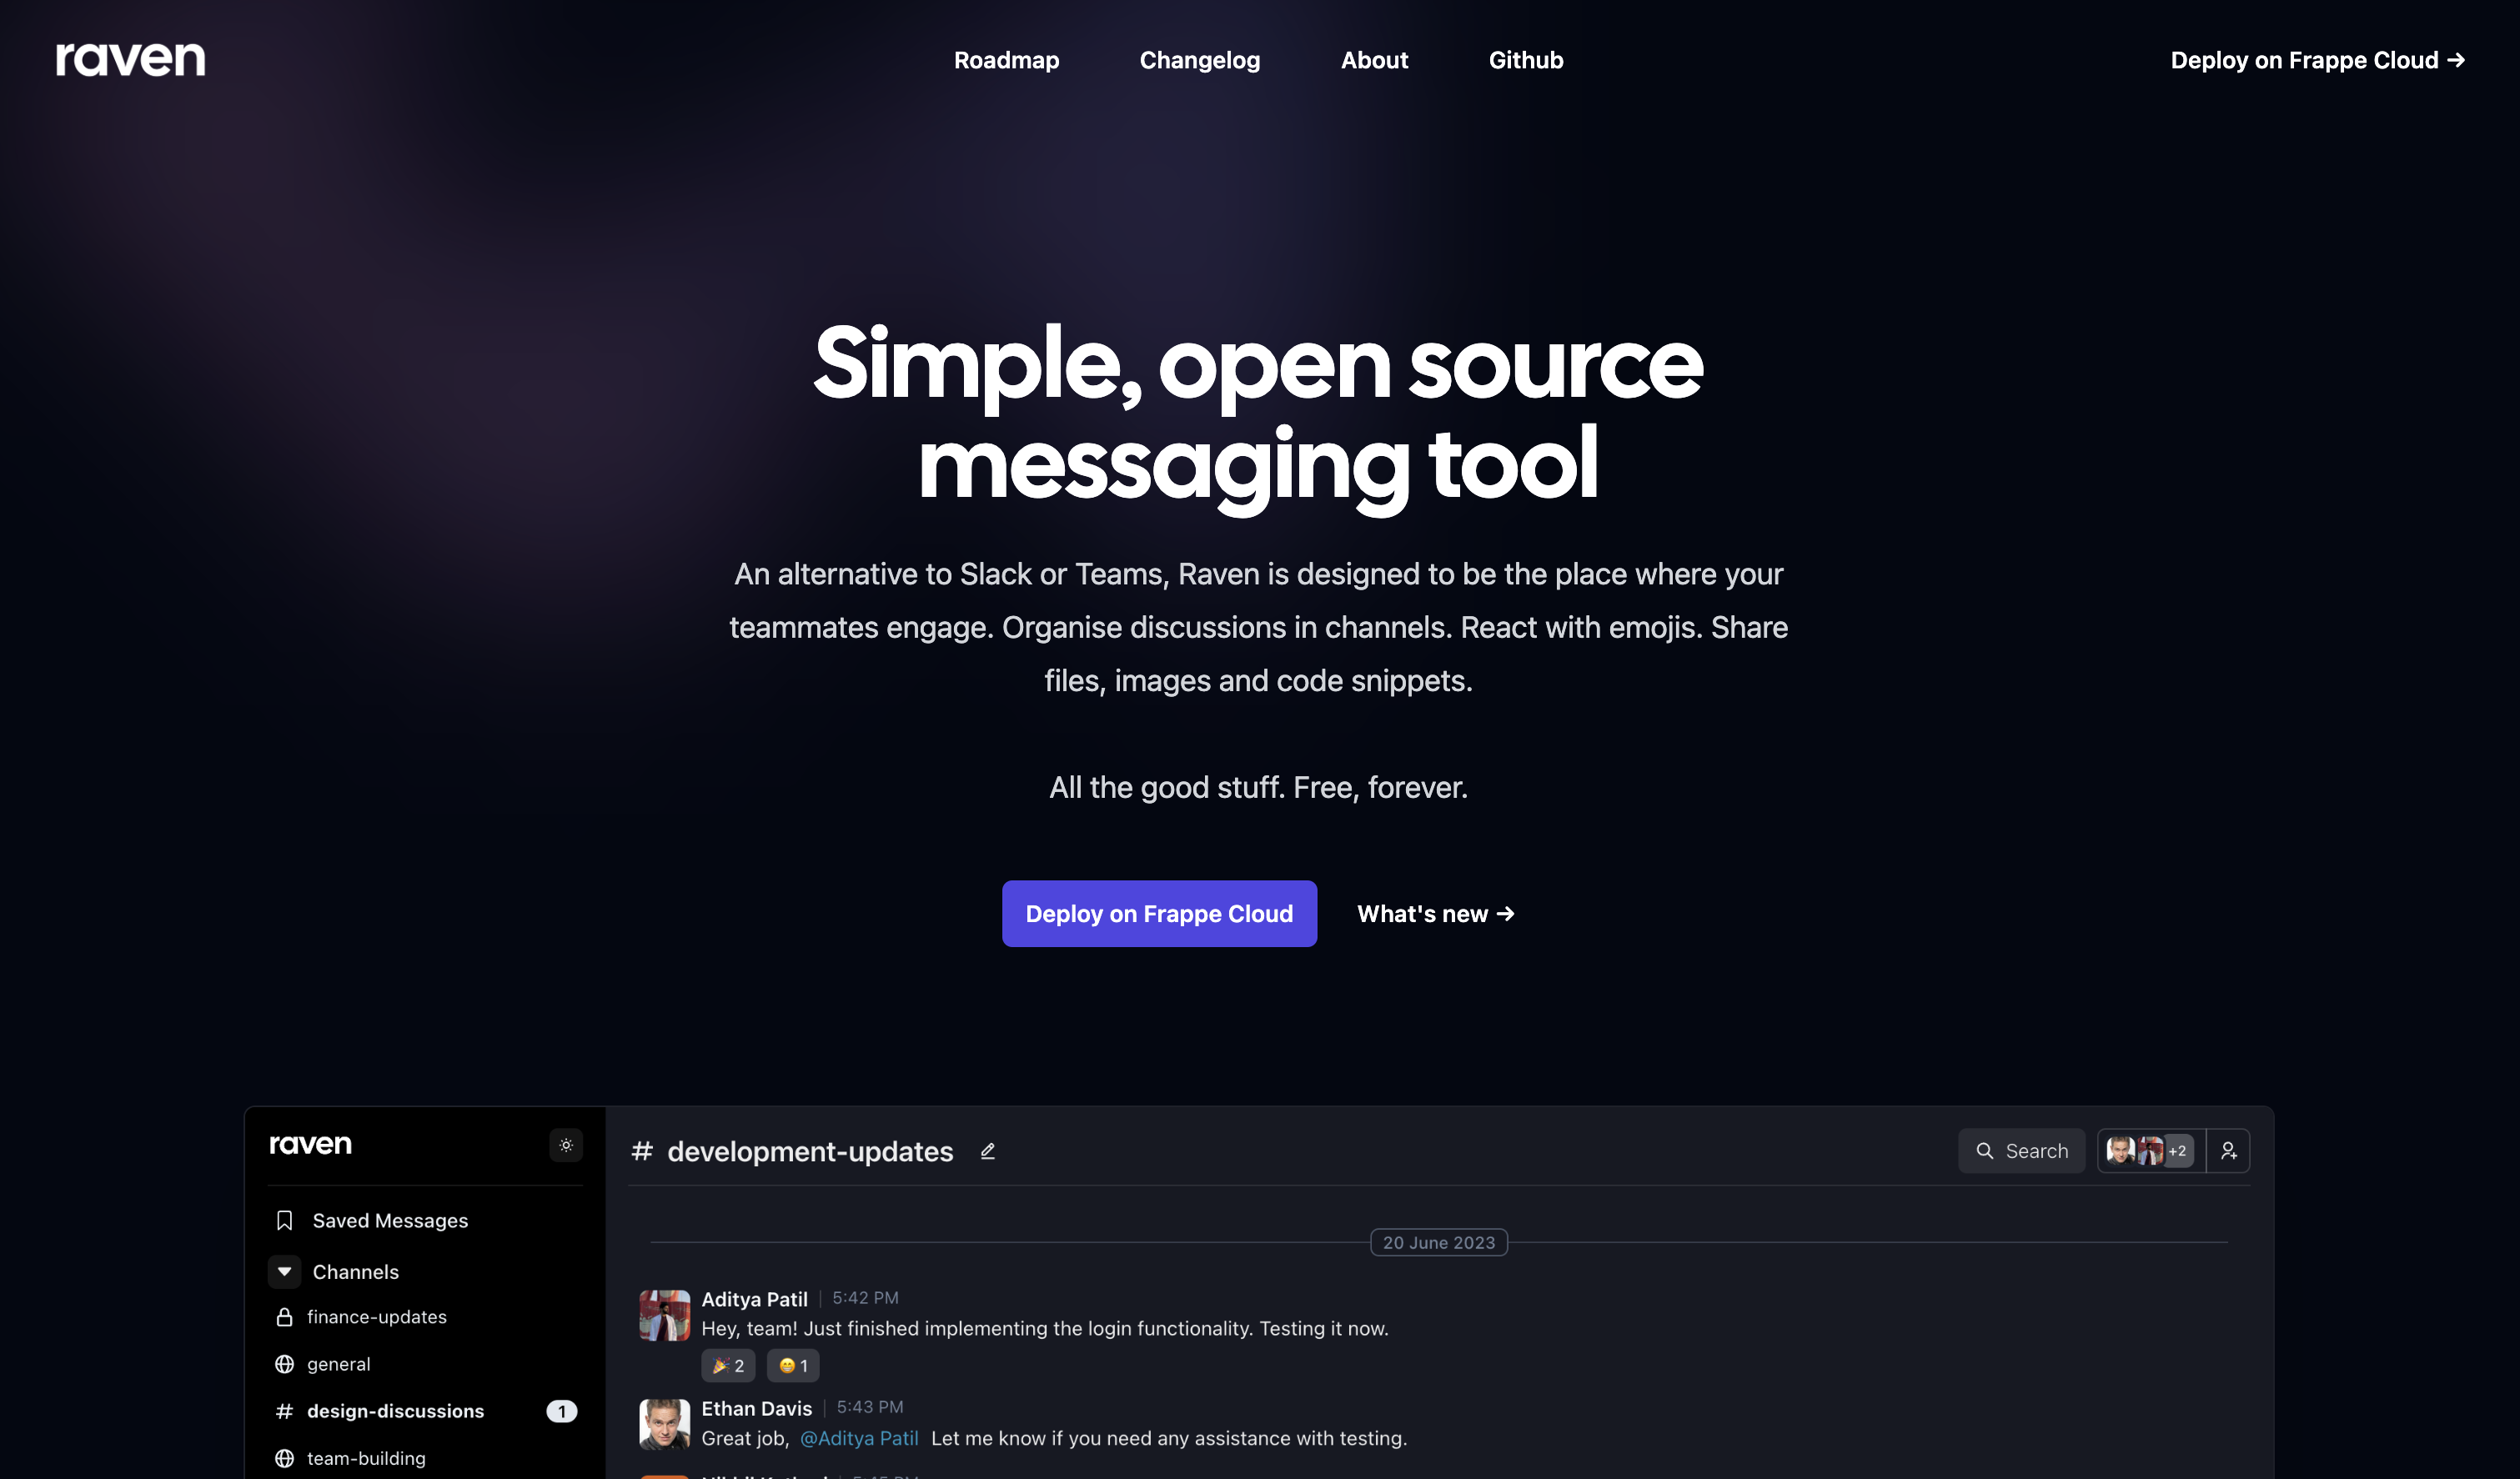 raven
Roadmap
Changelog
About
Github
Deploy on Frappe Cloud →
Simple, open source
messaging tool
An alternative to Slack or Teams, Raven is designed to be the place where your
teammates engage. Organise discussions in channels. React with emojis. Share
files, images and code snippets.
All the good stuff. Free, forever.
Deploy on Frappe Cloud
What's new →
raven
Saved Messages
Channels
finance-updates
general
# design-discussions 1
team-building
# development-updates
Search
+2
20 June 2023
Aditya Patil | 5:42 PM
Hey, team! Just finished implementing the login functionality. Testing it now.
🎉 2 😁 1
Ethan Davis | 5:43 PM
Great job, @Aditya Patil Let me know if you need any assistance with testing.